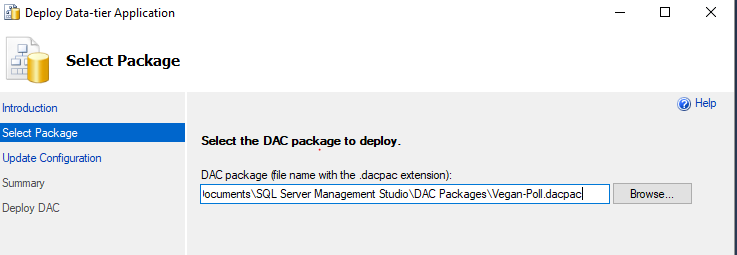 Deploy Data-tier Application
Select Package
Introduction
Help
Select Package
Select the DAC package to deploy.
Update Configuration
DAC package (file name with the .dacpac extension):
Summary
ocuments\SQL Server Management Studio\DAC Packages\Vegan-Poll.dacpac
Browse...
Deploy DAC